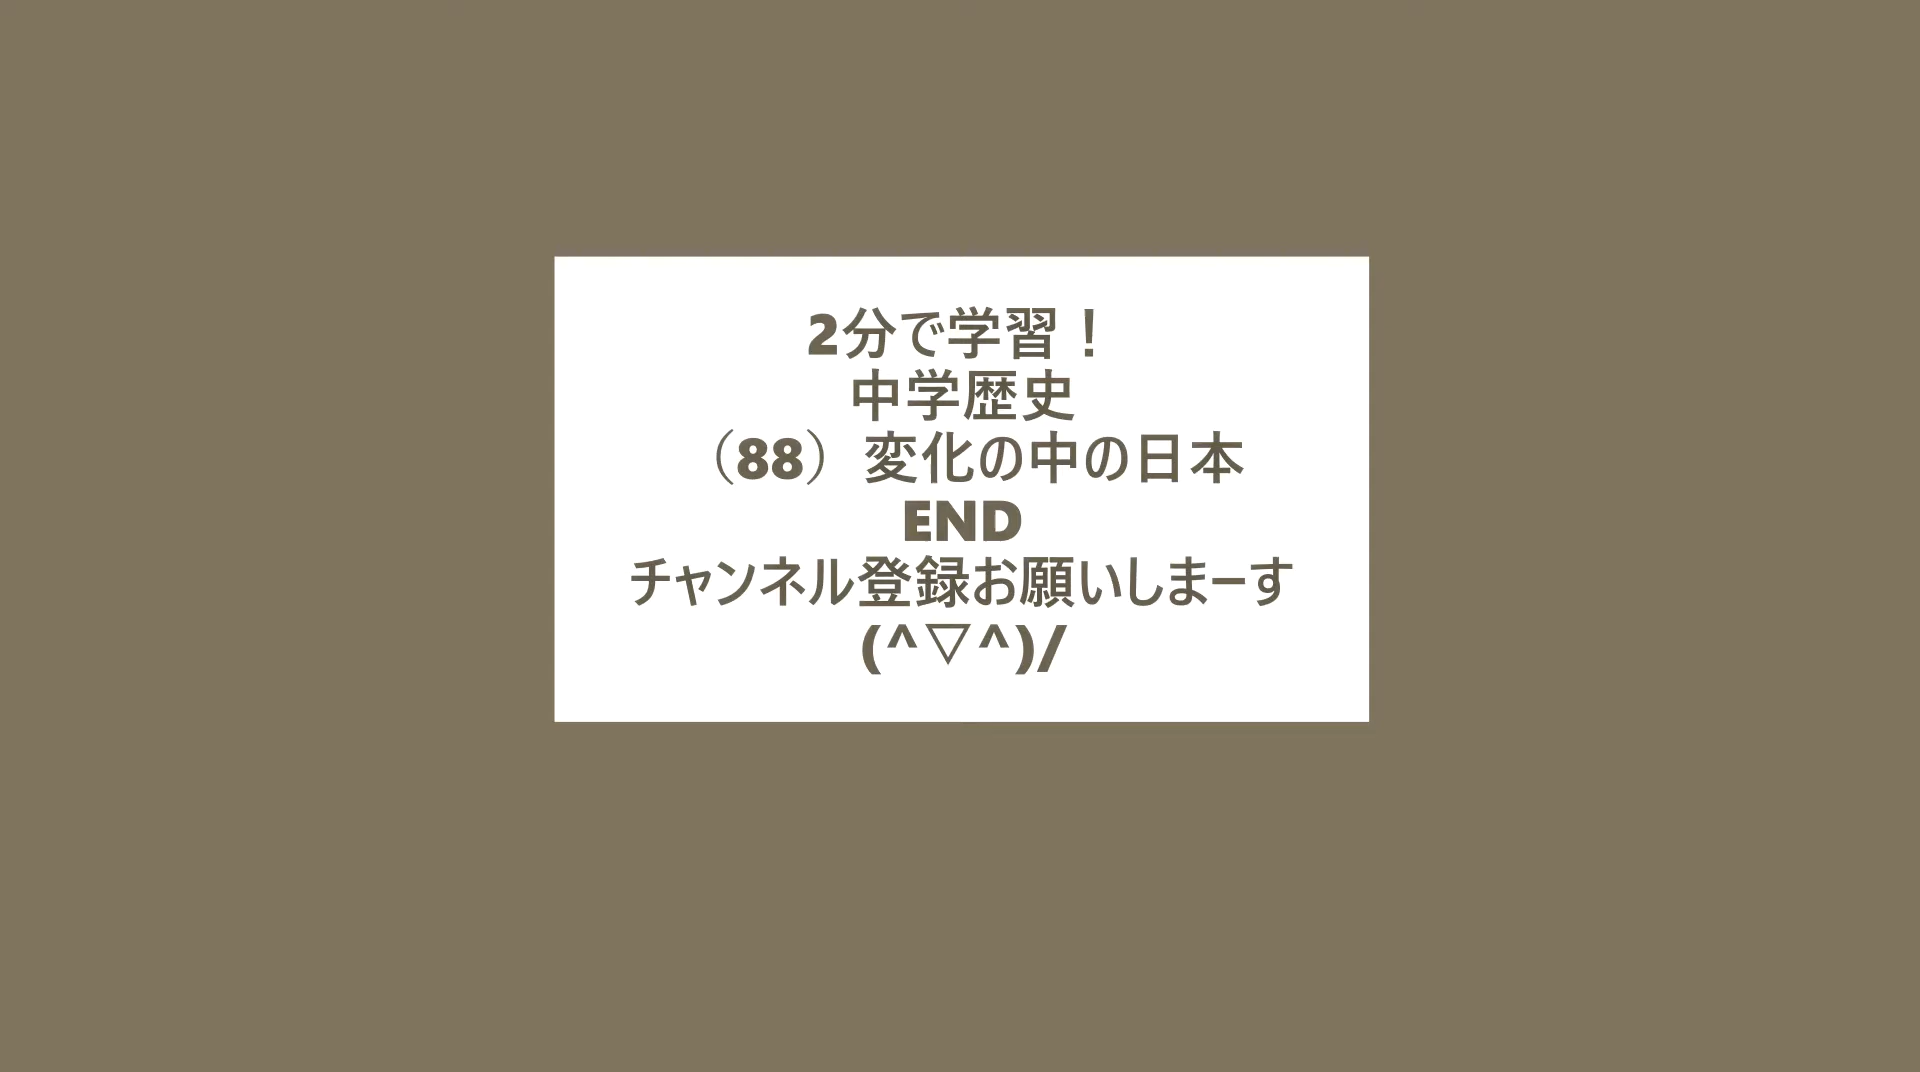 2分で学習！
中学歴史
（88）変化の中の日本
END
チャンネル登録お願いしまーす
(^▽^)/